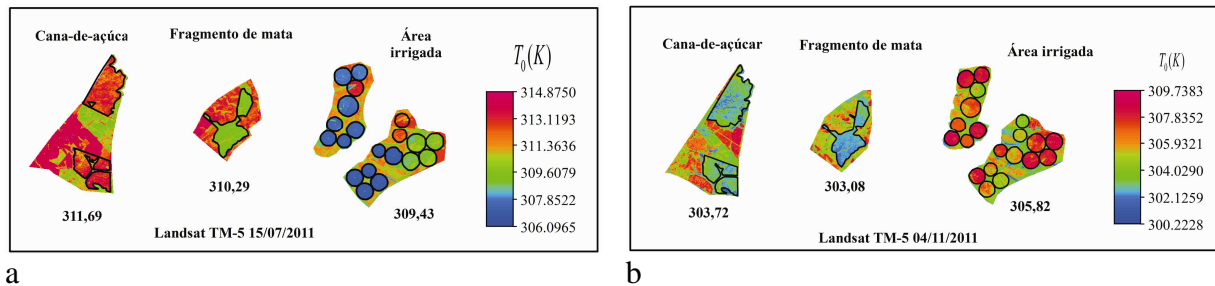 Cana-de-açúca
Fragmento de mata
Área
irrigada
T₀(K)
314.8750
313.1193
311.3636
309.6079
307.8522
306.0965
310,29
311,69
309,43
Landsat TM-5 15/07/2011
a
Cana-de-açúcar
Fragmento de mata
Área irrigada
T₀(K)
309.7383
307.8352
305.9321
304.0290
302.1259
300.2228
303,08
303,72
305,82
Landsat TM-5 04/11/2011
b